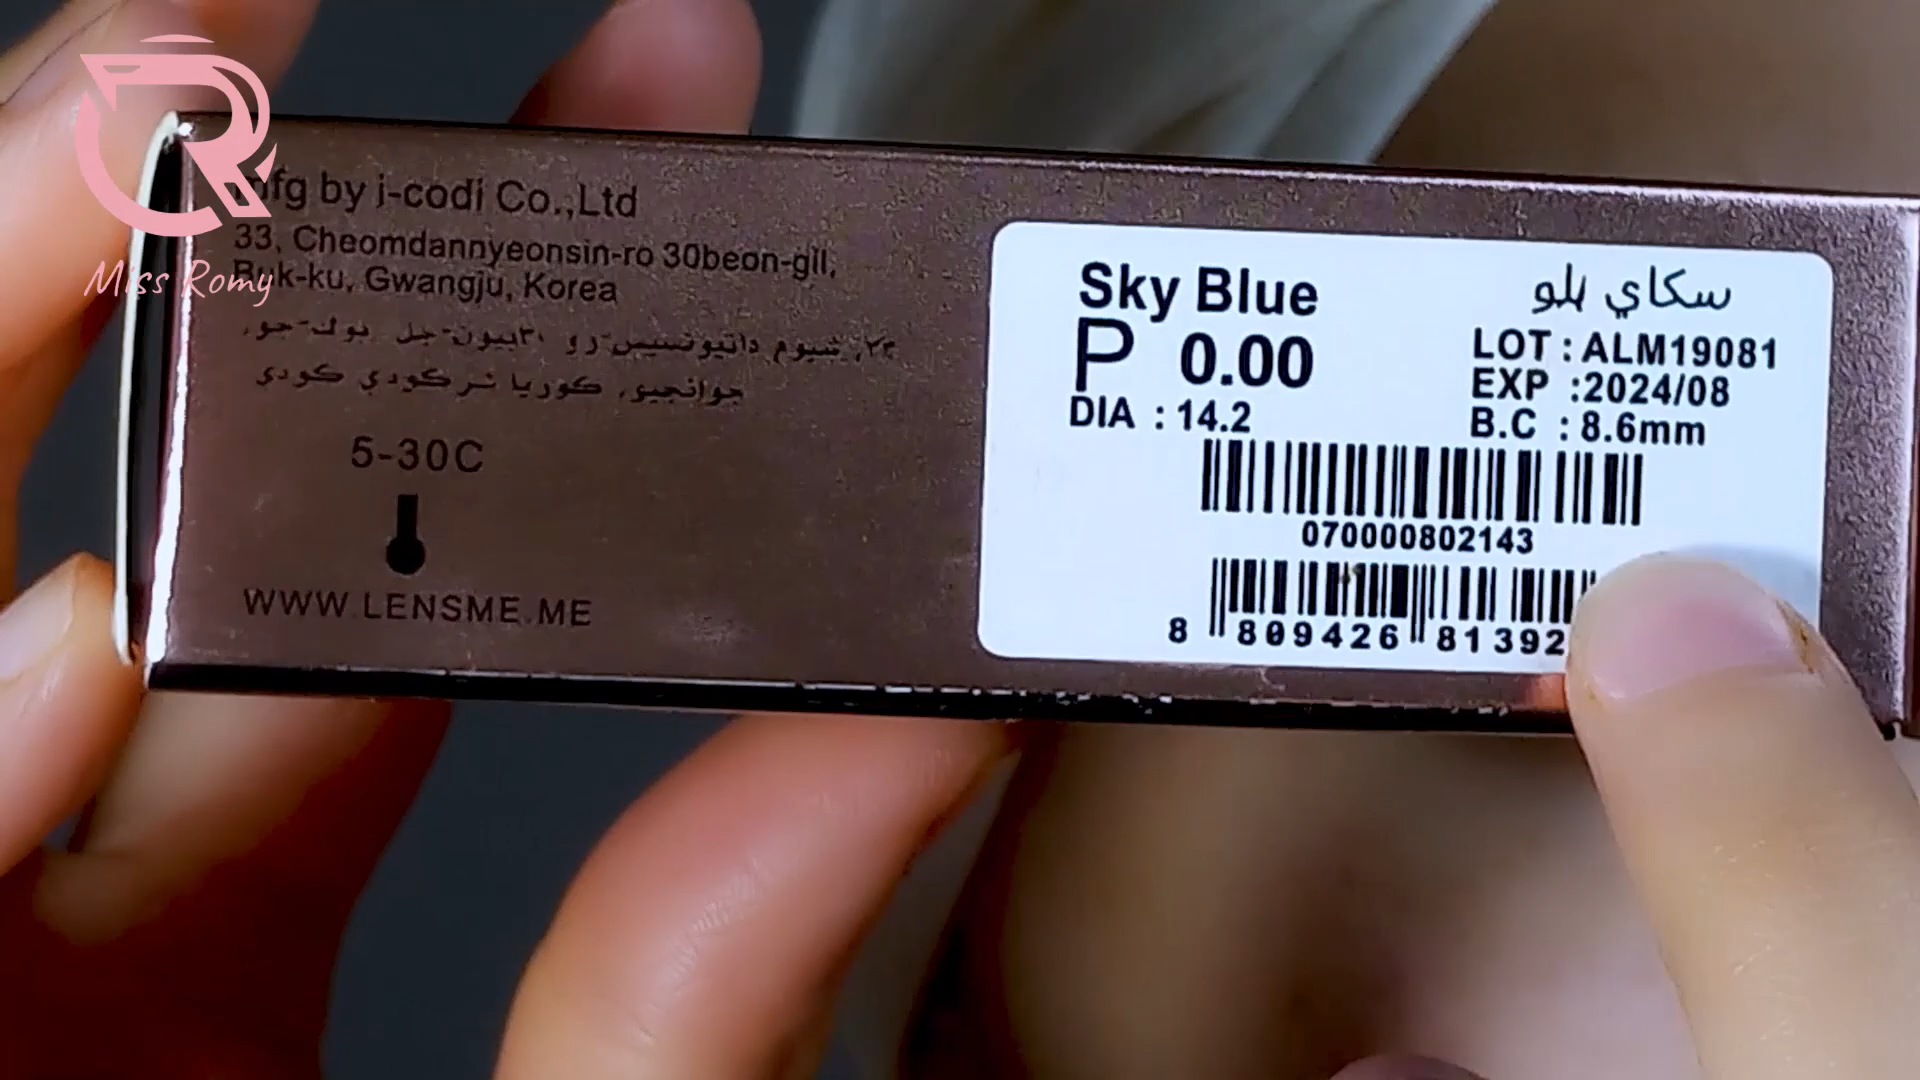 Miss Romy
mfg by i-codi Co.,Ltd
33, Cheomdannyeonsin-ro 30beon-gil,
Buk-ku, Gwangju, Korea
جوانجيو, كوريا
5-30C
WWW.LENSME.ME
Sky Blue
سكاي بلو
P 0.00
DIA : 14.2
LOT : ALM19081
EXP :2024/08
B.C : 8.6mm
070000802143
8 809426 81392